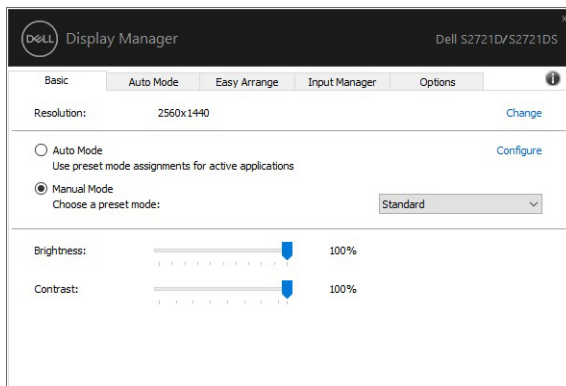 DELL Display Manager
Dell S2721D/S2721DS
Basic Auto Mode Easy Arrange Input Manager Options
Resolution: 2560x1440 Change
Auto Mode Configure
Use preset mode assignments for active applications
Manual Mode
Choose a preset mode: Standard
Brightness: 100%
Contrast: 100%